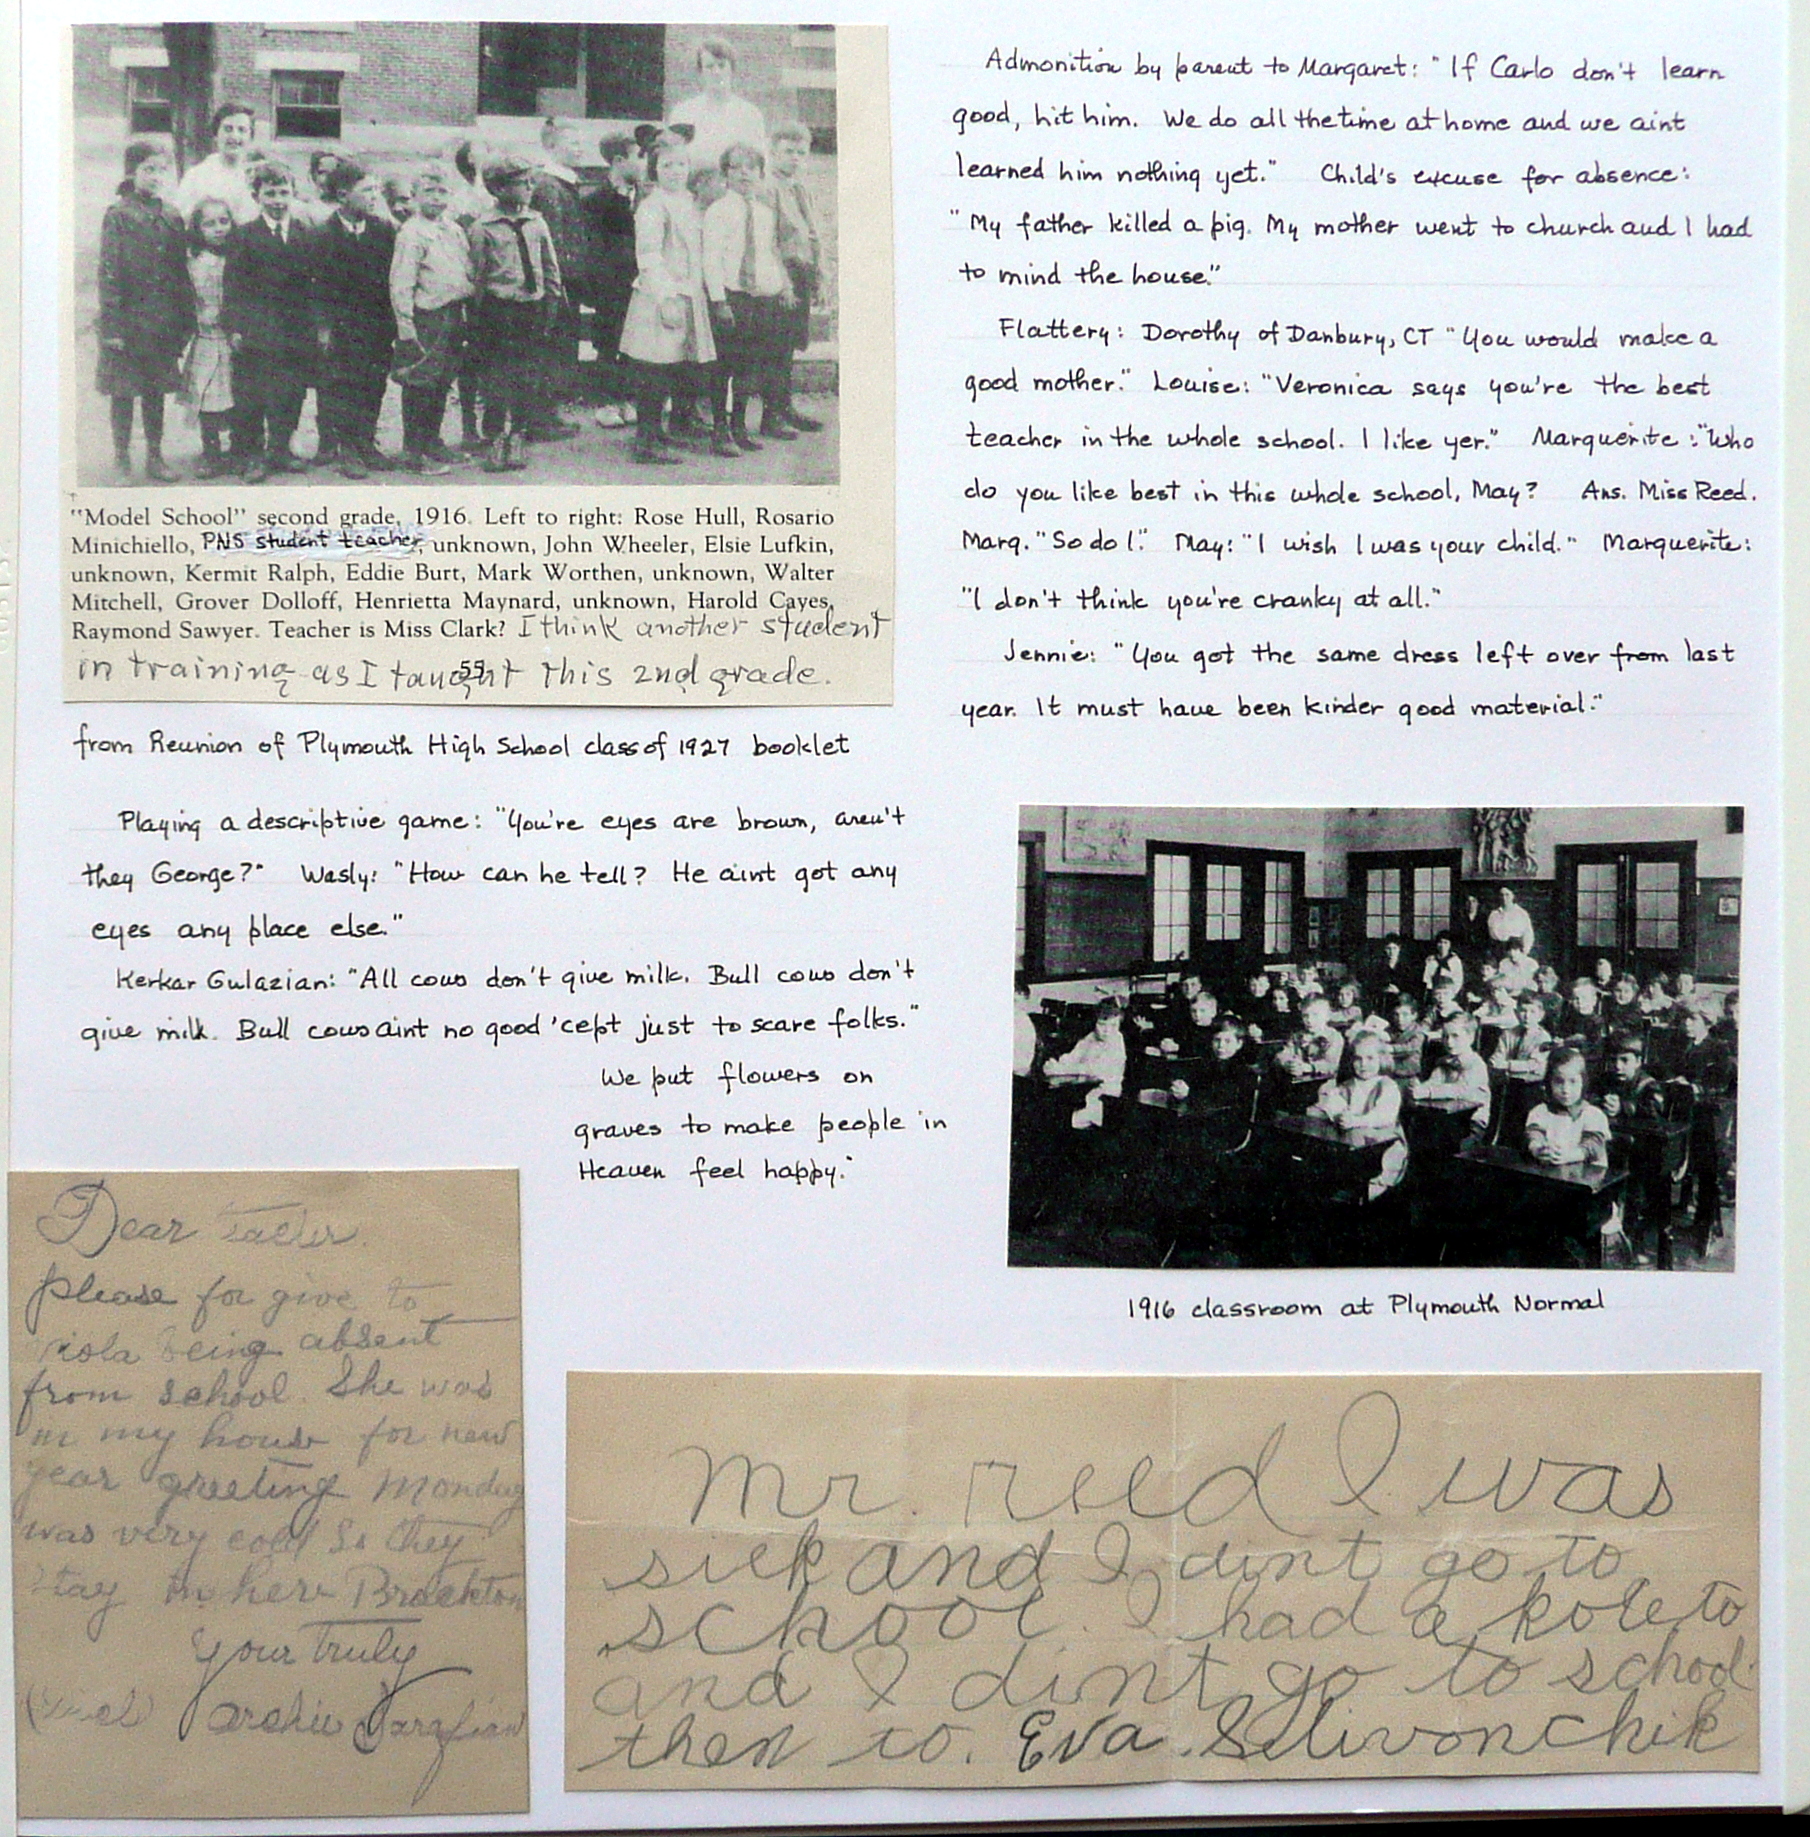 "Model School" second grade, 1916. Left to right: Rose Hull, Rosario
Minichiello, PNS student teacher, unknown, John Wheeler, Elsie Lufkin,
unknown, Kermit Ralph, Eddie Burt, Mark Worthen, unknown, Walter
Mitchell, Grover Dolloff, Henrietta Maynard, unknown, Harold Cayes,
Raymond Sawyer. Teacher is Miss Clark? I think another student
in training as I taught this 2nd grade.
55
from Reunion of Plymouth High School class of 1927 booklet
Playing a descriptive game: "You're eyes are brown, aren't
they George?" Wasly: "How can he tell? He aint got any
eyes any place else."
Kerkar Gulazian: "All cows don't give milk. Bull cows don't
give milk. Bull cows aint no good 'cept just to scare folks."
We put flowers on
graves to make people in
Heaven feel happy."
Dear
please for give to
being absent
from school. She was
in my house for new
year greeting Monday
was very cold So they
stay in here Brockton
Your truly
Admonition by parent to Margaret: "If Carlo don't learn
good, hit him. We do all the time at home and we aint
learned him nothing yet." Child's excuse for absence:
"My father killed a pig. My mother went to church and I had
to mind the house."
Flattery: Dorothy of Danbury, CT "You would make a
good mother." Louise: "Veronica says you're the best
teacher in the whole school. I like yer." Marguerite: "Who
do you like best in this whole school, May? Ans. Miss Reed.
Marq. "So do I." May: "I wish I was your child." Marguerite:
"I don't think you're cranky at all."
Jennie: "You got the same dress left over from last
year. It must have been kinder good material."
1916 classroom at Plymouth Normal
Mr. reed I was
sick and I dint go to
school. I had a kole to
and I dint go to school
then to. Eva Selivonchik